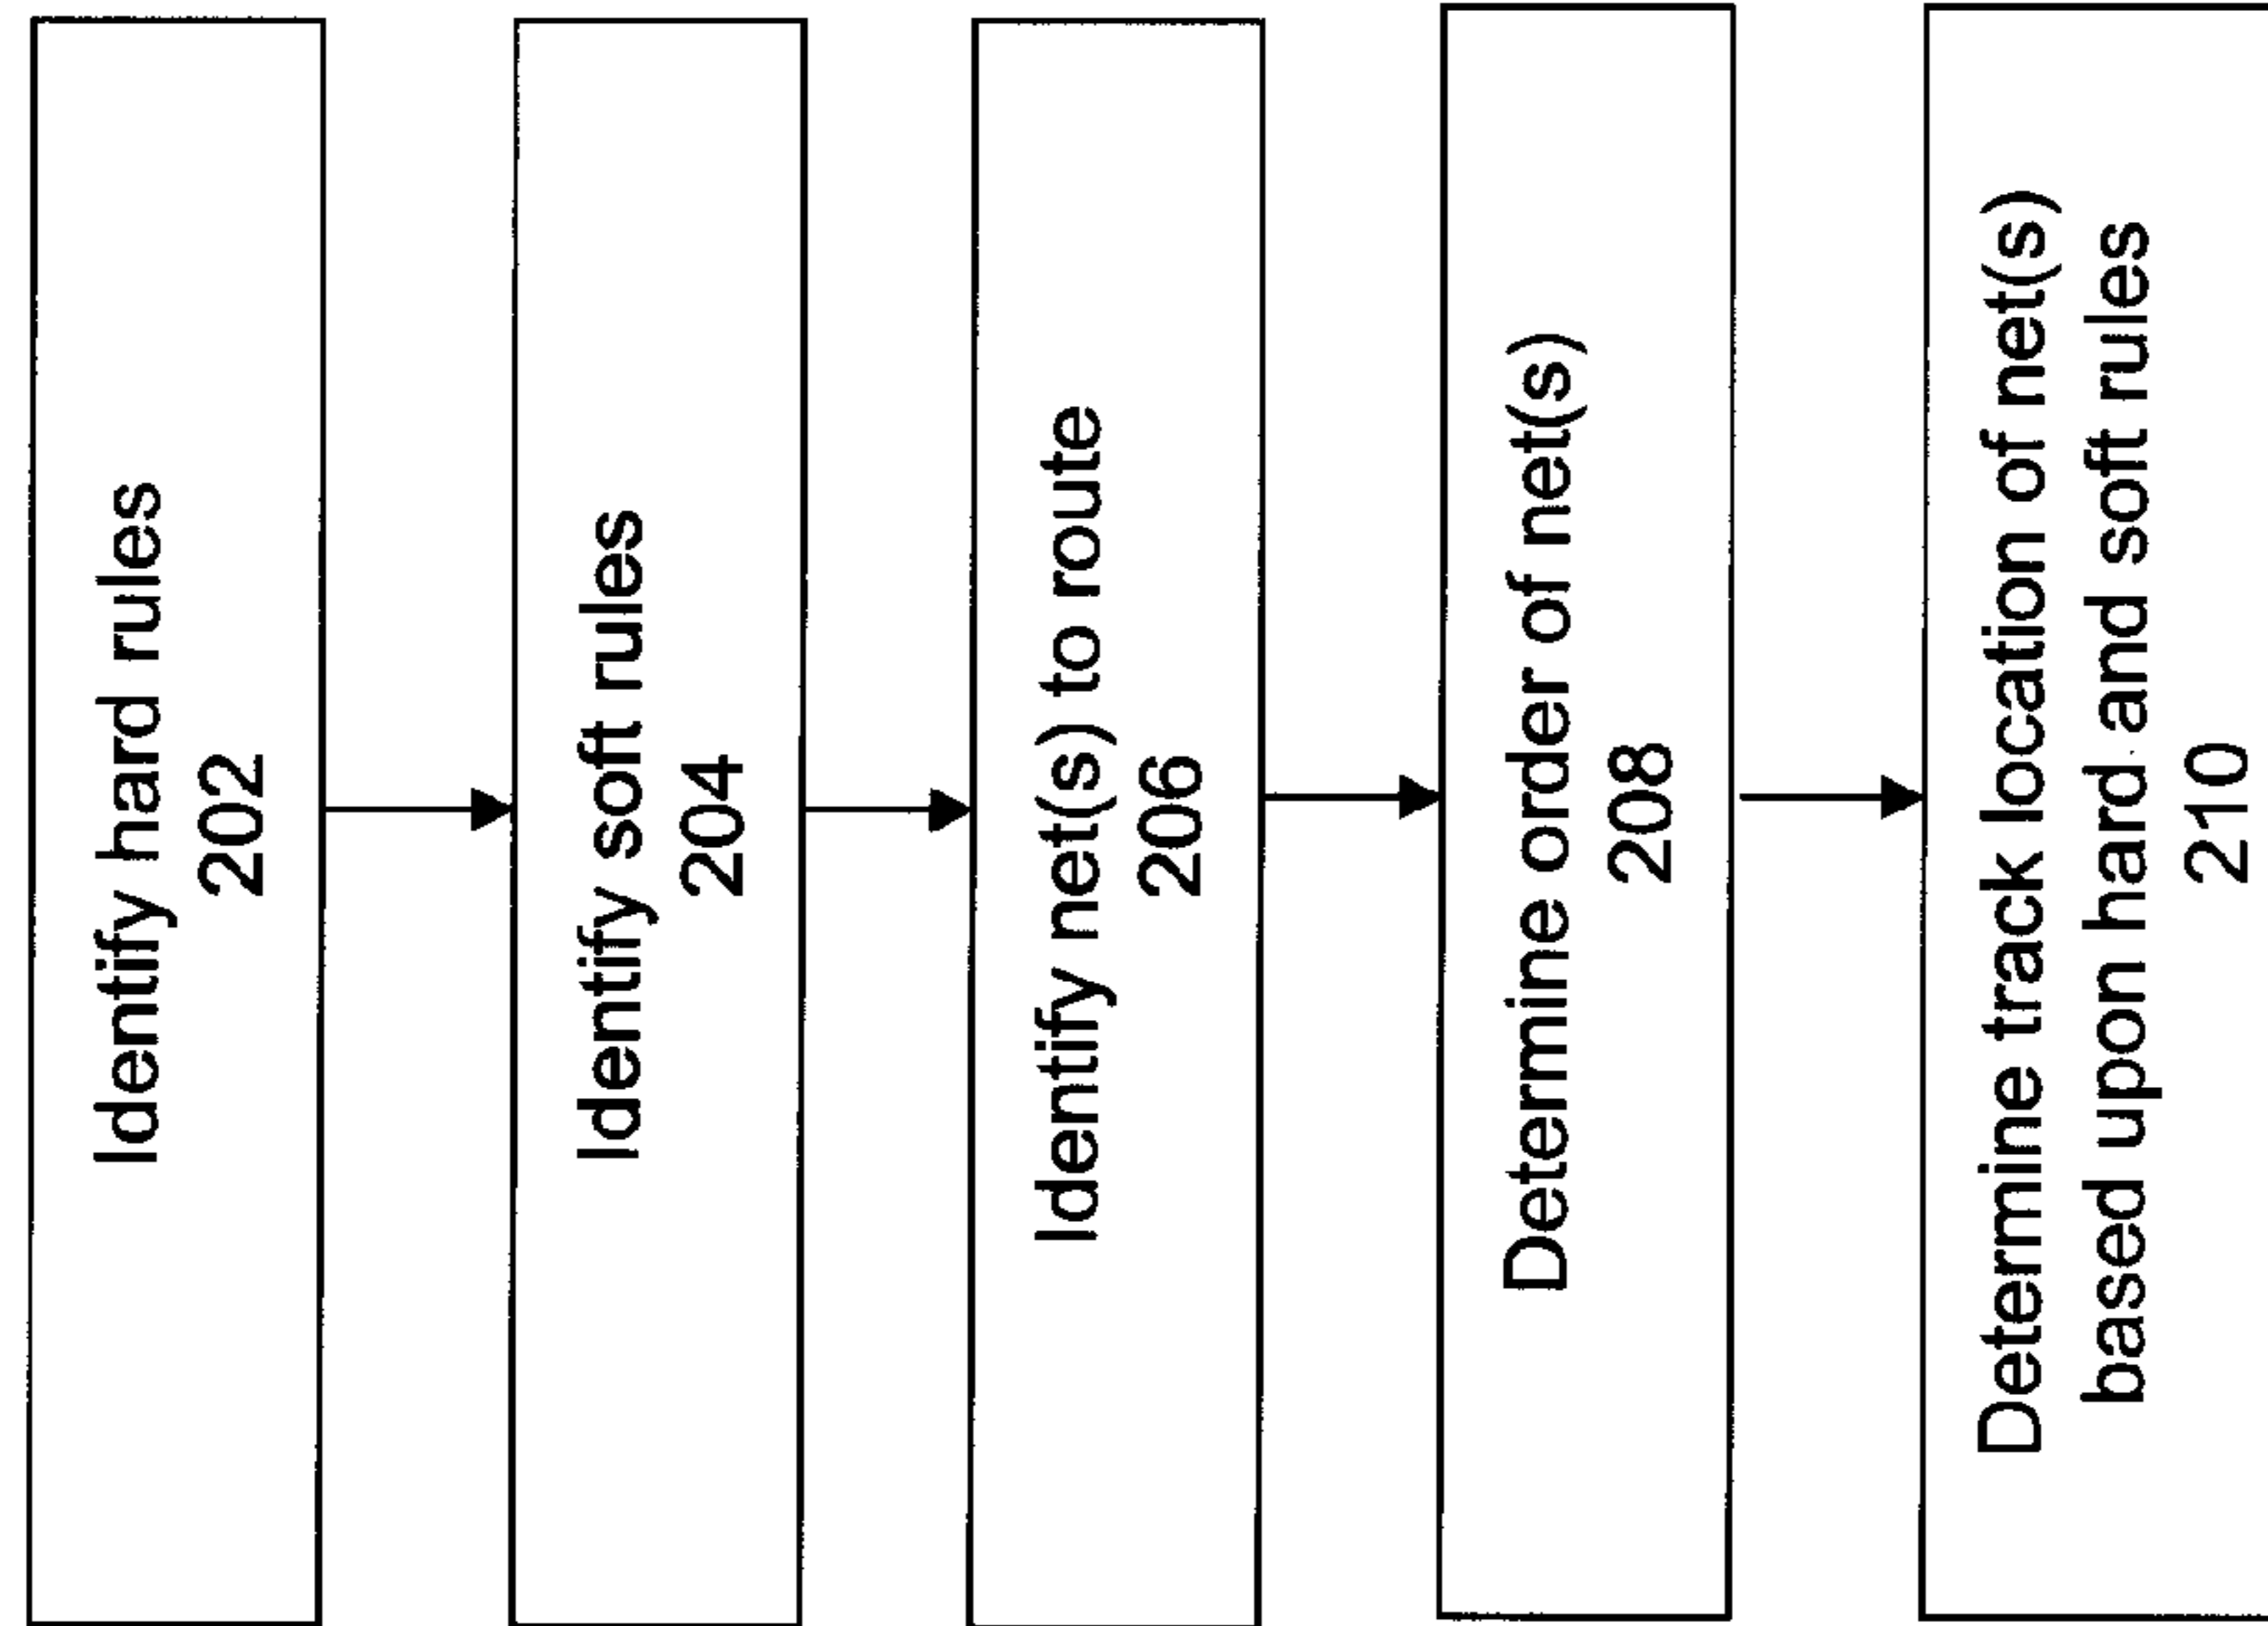 Identify hard rules
202
Identify soft rules
204
Identify net(s) to route
206
Determine order of net(s)
208
Determine track location of net(s)
based upon hard and soft rules
210